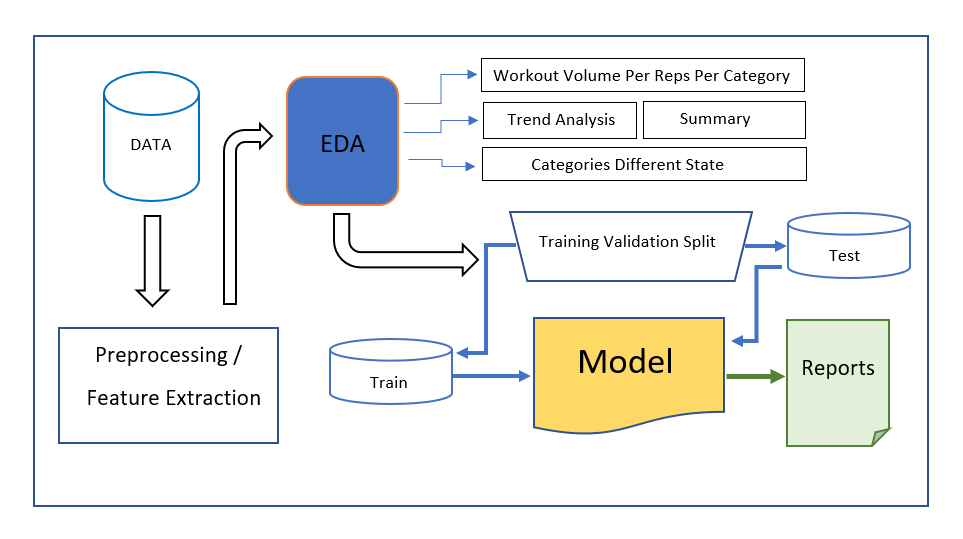 DATA
EDA
Workout Volume Per Reps Per Category
Trend Analysis
Summary
Categories Different State
Training Validation Split
Test
Preprocessing /
Feature Extraction
Train
Model
Reports